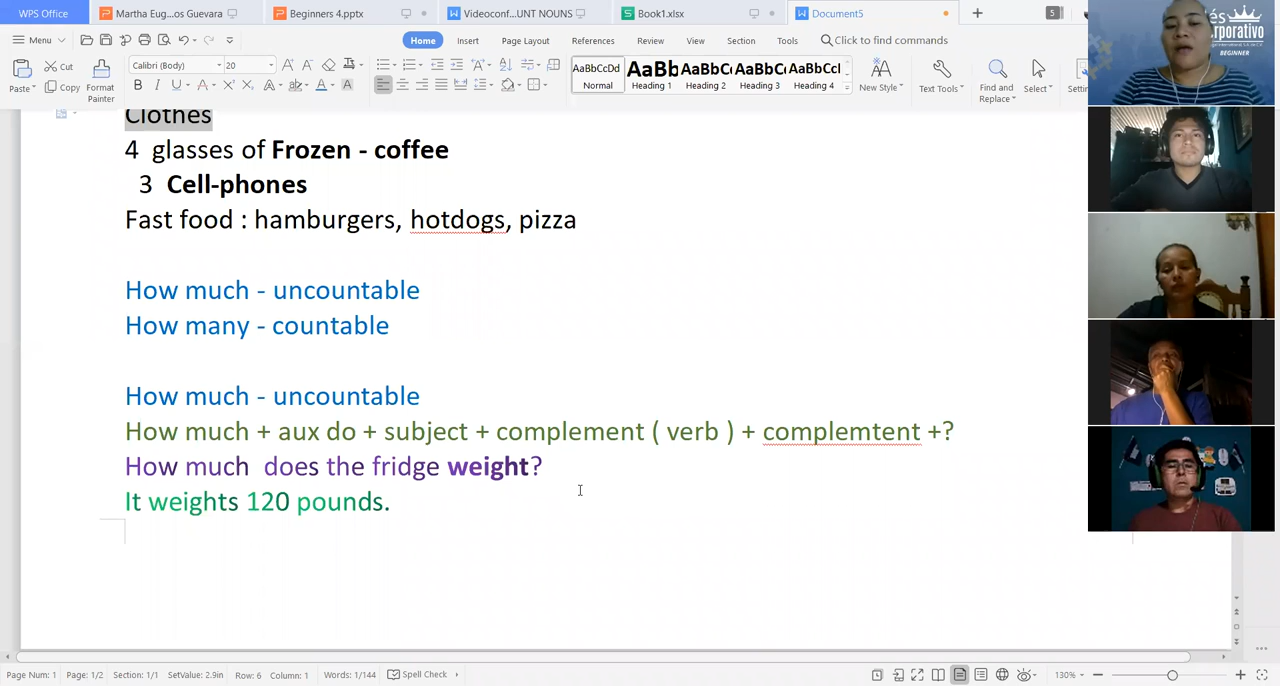 WPS Office
Martha Eug...os Guevara
Beginners 4.pptx
Videoconf...UNT NOUNS
Book1.xlsx
Document5
5
Menu
Home
Insert
Page Layout
References
Review
View
Section
Tools
Click to find commands
Paste
Cut
Copy
Format Painter
Calibri (Body)
20
AaBbCcDd
Normal
AaBb
Heading 1
AaBbC
Heading 2
AaBbC
Heading 3
AaBbCcI
Heading 4
New Style
Text Tools
Find and Replace
Select
Settin
és
rporativo
BEGINNER
Clothes
4 glasses of Frozen - coffee
3 Cell-phones
Fast food : hamburgers, hotdogs, pizza
How much - uncountable
How many - countable
How much - uncountable
How much + aux do + subject + complement ( verb ) + complemtent +?
How much does the fridge weight?
It weights 120 pounds.
Page Num: 1
Page: 1/2
Section: 1/1
SetValue: 2.9in
Row: 6
Column: 1
Words: 1/144
Spell Check
130%